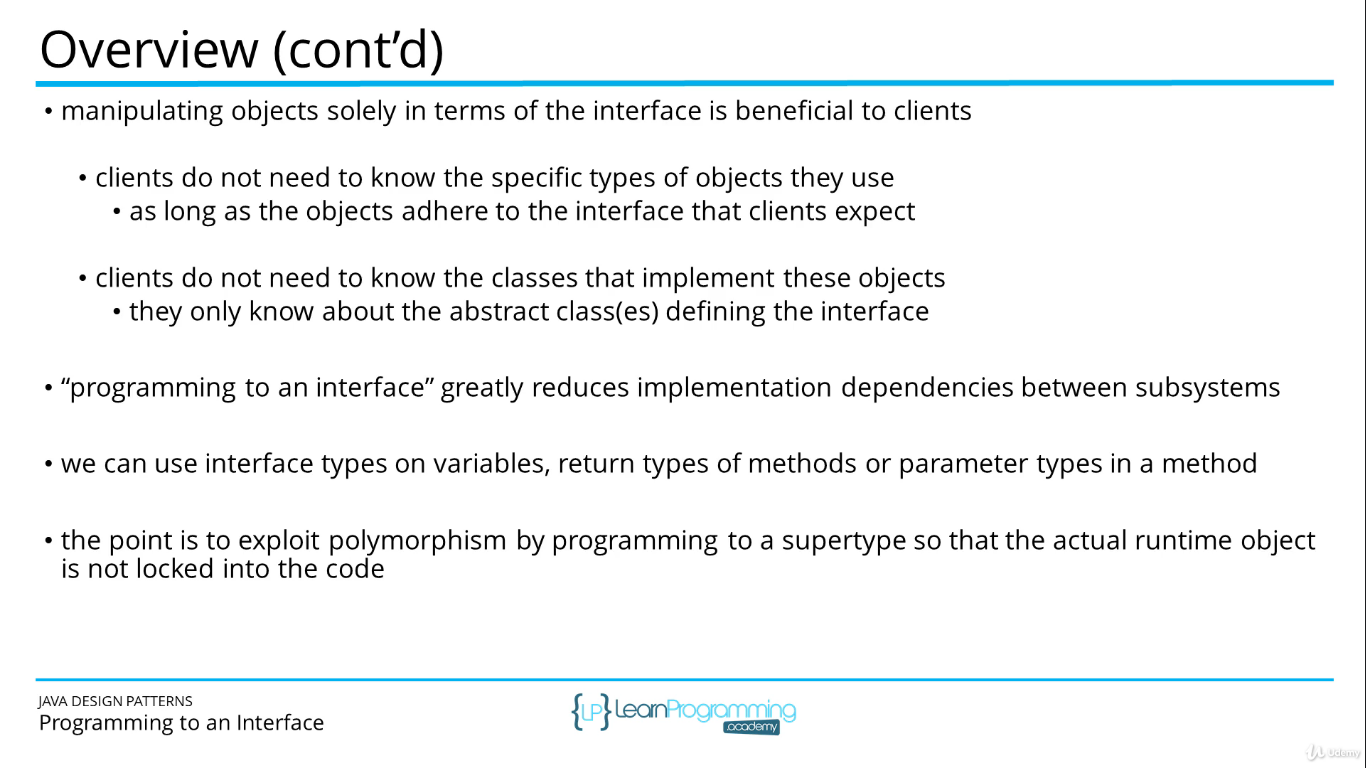 Overview (cont’d)
• manipulating objects solely in terms of the interface is beneficial to clients
• clients do not need to know the specific types of objects they use
• as long as the objects adhere to the interface that clients expect
• clients do not need to know the classes that implement these objects
• they only know about the abstract class(es) defining the interface
• “programming to an interface” greatly reduces implementation dependencies between subsystems
• we can use interface types on variables, return types of methods or parameter types in a method
• the point is to exploit polymorphism by programming to a supertype so that the actual runtime object
is not locked into the code
JAVA DESIGN PATTERNS
Programming to an Interface
{LP} LearnProgramming
.academy
Udemy